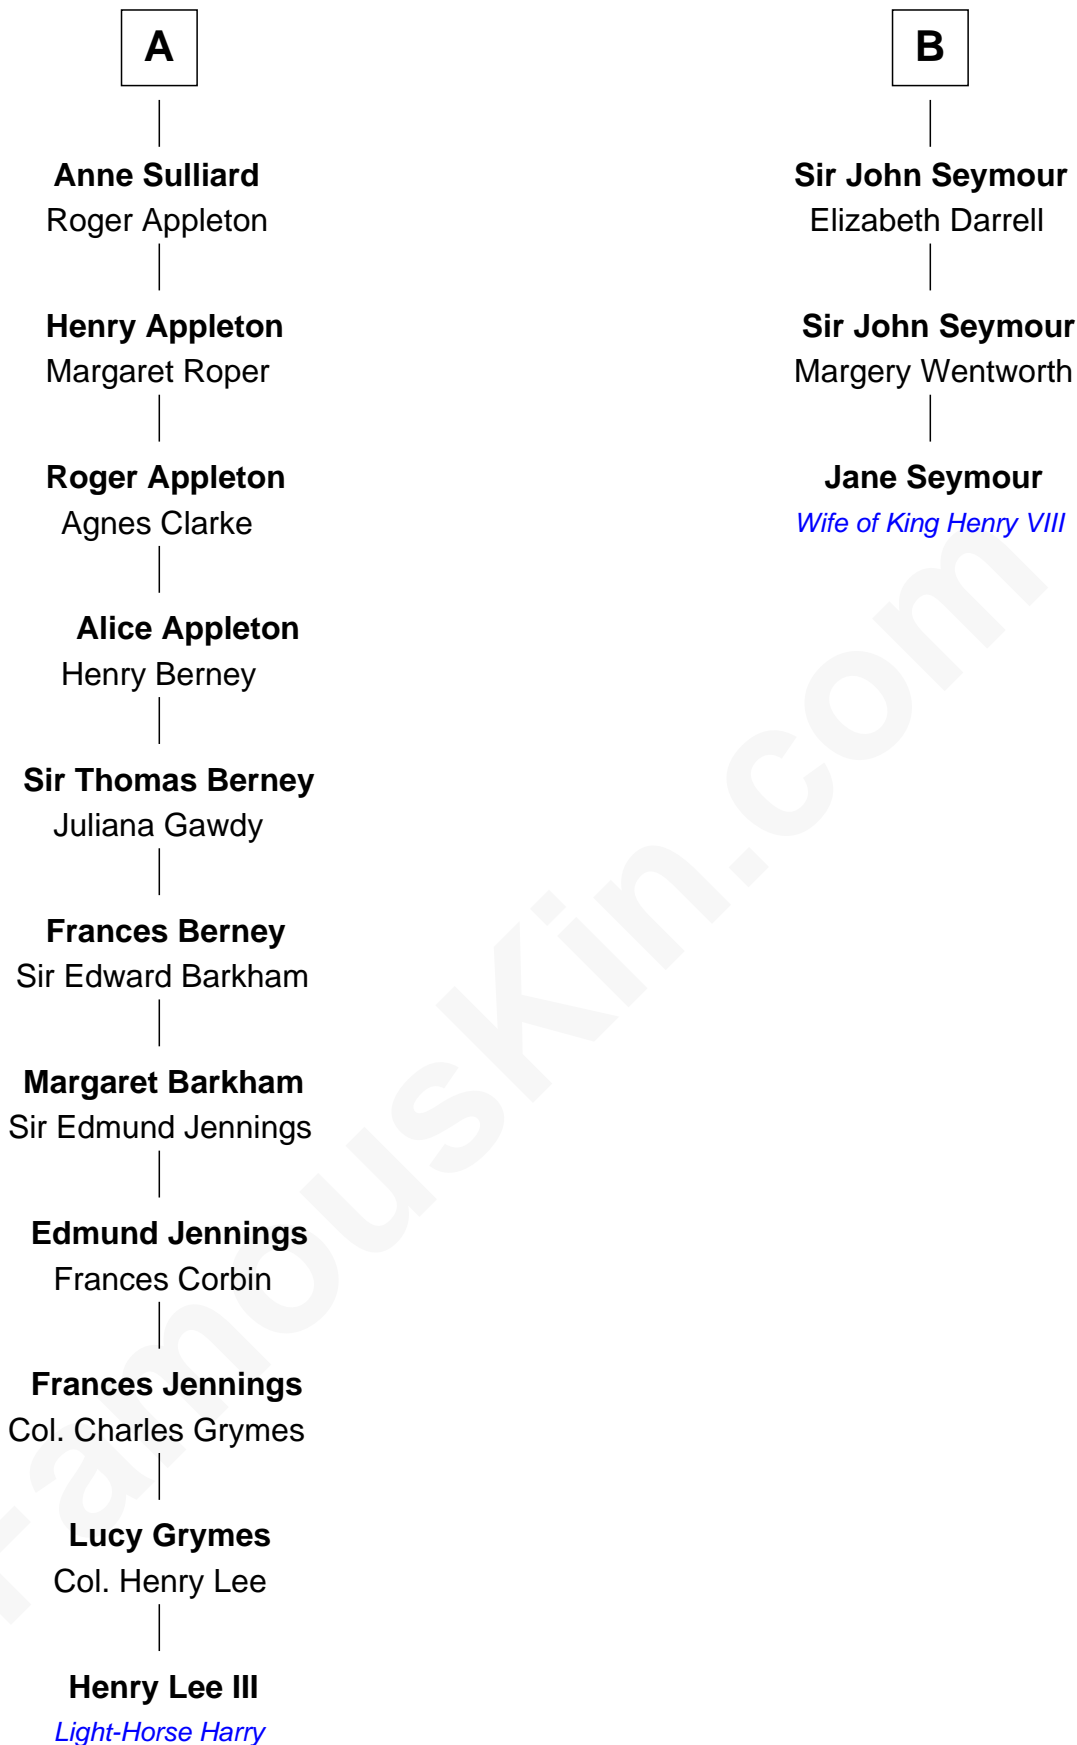 A
Anne Sulliard
Roger Appleton
Henry Appleton
Margaret Roper
Roger Appleton
Agnes Clarke
Alice Appleton
Henry Berney
Sir Thomas Berney
Juliana Gawdy
Frances Berney
Sir Edward Barkham
Margaret Barkham
Sir Edmund Jennings
Edmund Jennings
Frances Corbin
Frances Jennings
Col. Charles Grymes
Lucy Grymes
Col. Henry Lee
Henry Lee III
Light-Horse Harry
B
Sir John Seymour
Elizabeth Darrell
Sir John Seymour
Margery Wentworth
Jane Seymour
Wife of King Henry VIII
FamousKin.com